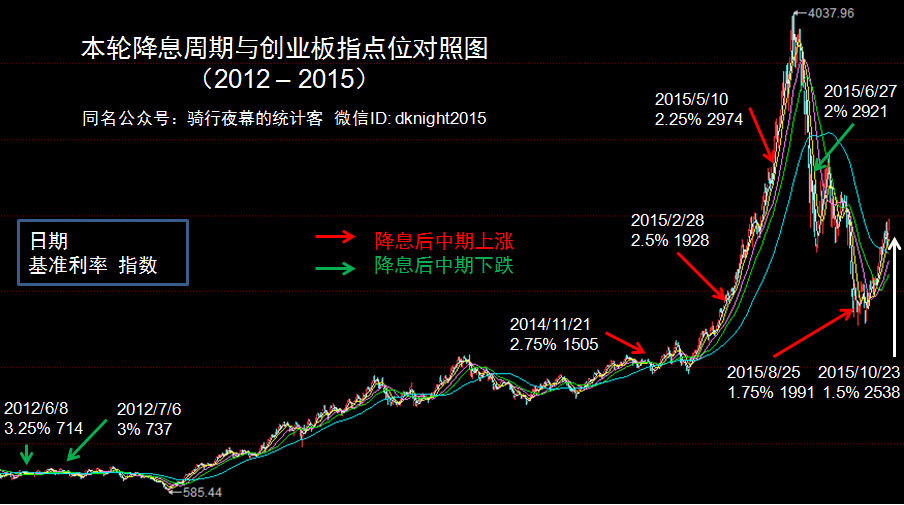 本轮降息周期与创业板指点位对照图
（2012 – 2015）
同名公众号：骑行夜幕的统计客 微信ID: dknight2015
4037.96
2015/5/10
2.25% 2974
2015/6/27
2% 2921
日期
基准利率 指数
降息后中期上涨
降息后中期下跌
2015/2/28
2.5% 1928
2014/11/21
2.75% 1505
2015/8/25
1.75% 1991
2015/10/23
1.5% 2538
2012/6/8
3.25% 714
2012/7/6
3% 737
585.44